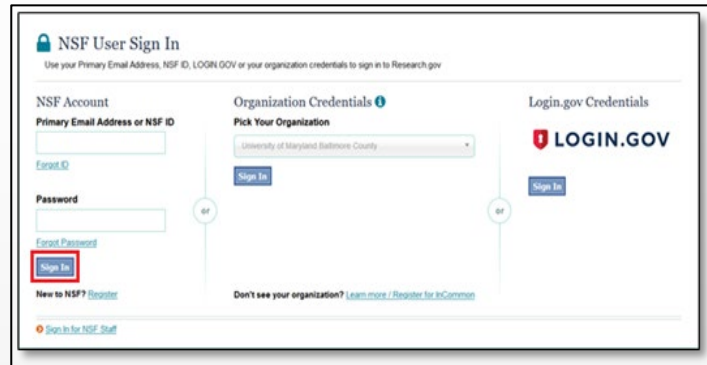 NSF User Sign In
Use your Primary Email Address, NSF ID, LOGIN.GOV or your organization credentials to sign in to Research.gov
NSF Account
Primary Email Address or NSF ID
Forgot ID
Password
Forgot Password
Sign In
New to NSF? Register
or
Organization Credentials
Pick Your Organization
University of Maryland Baltimore County
Sign In
Don't see your organization? Learn more / Register for InCommon
or
Login.gov Credentials
LOGIN.GOV
Sign In
Sign In for NSF Staff